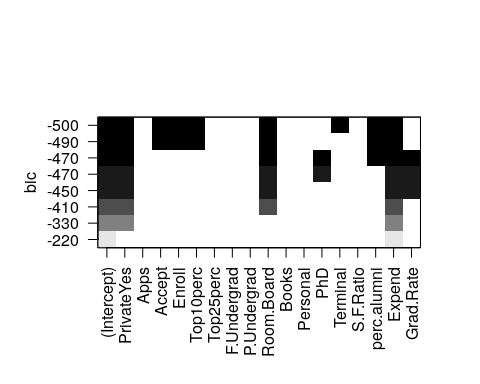 bic
-500
-490
-470
-470
-450
-410
-330
-220
(Intercept)
PrivateYes
Apps
Accept
Enroll
Top10perc
Top25perc
F.Undergrad
P.Undergrad
Room.Board
Books
Personal
PhD
Terminal
S.F.Ratio
perc.alumni
Expend
Grad.Rate